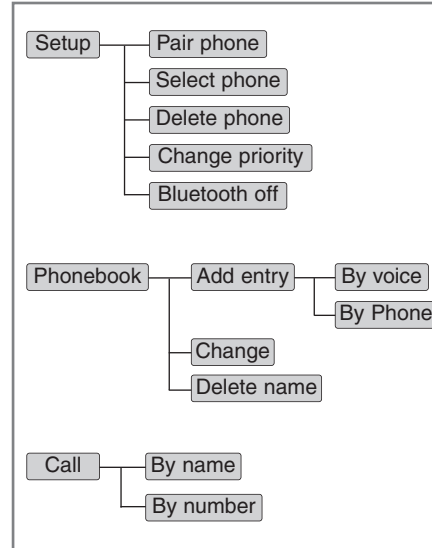 Setup
Pair phone
Select phone
Delete phone
Change priority
Bluetooth off
Phonebook
Add entry
By voice
By Phone
Change
Delete name
Call
By name
By number